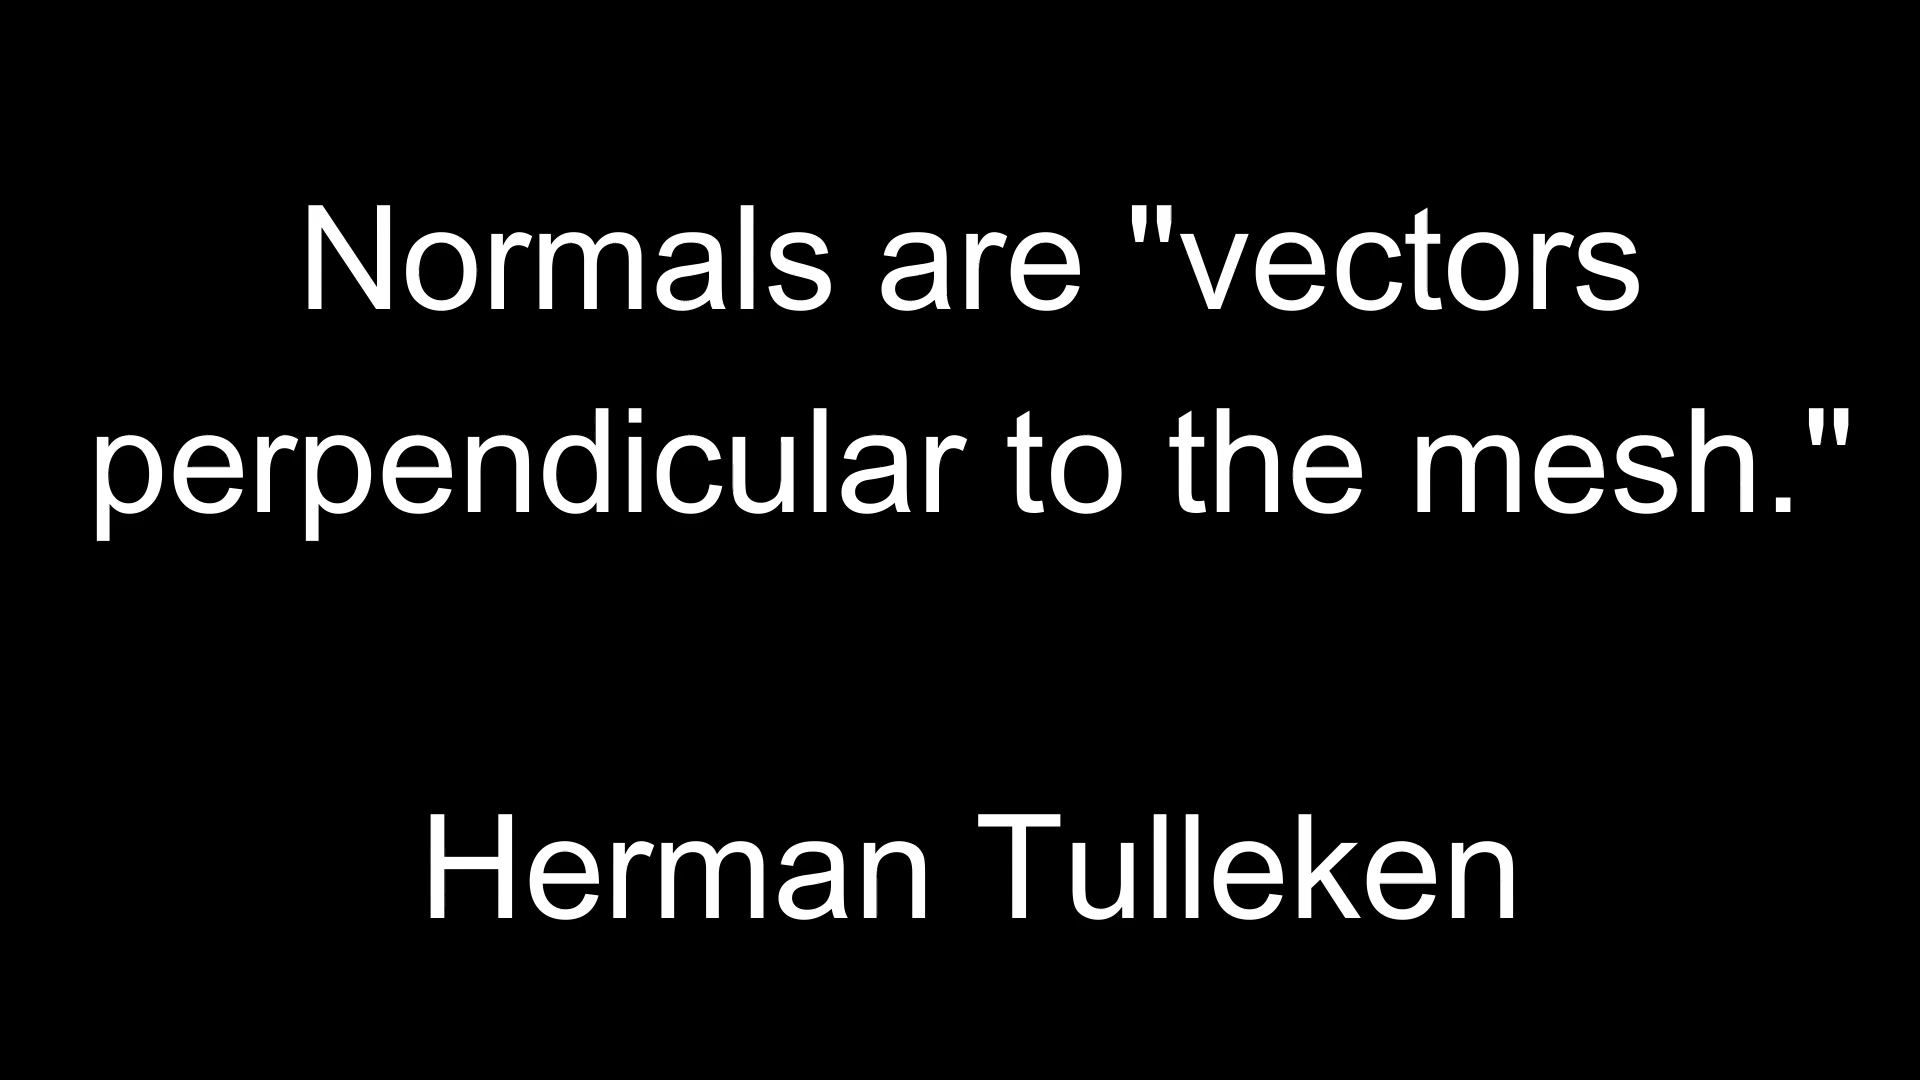 Normals are "vectors
perpendicular to the mesh."
Herman Tulleken